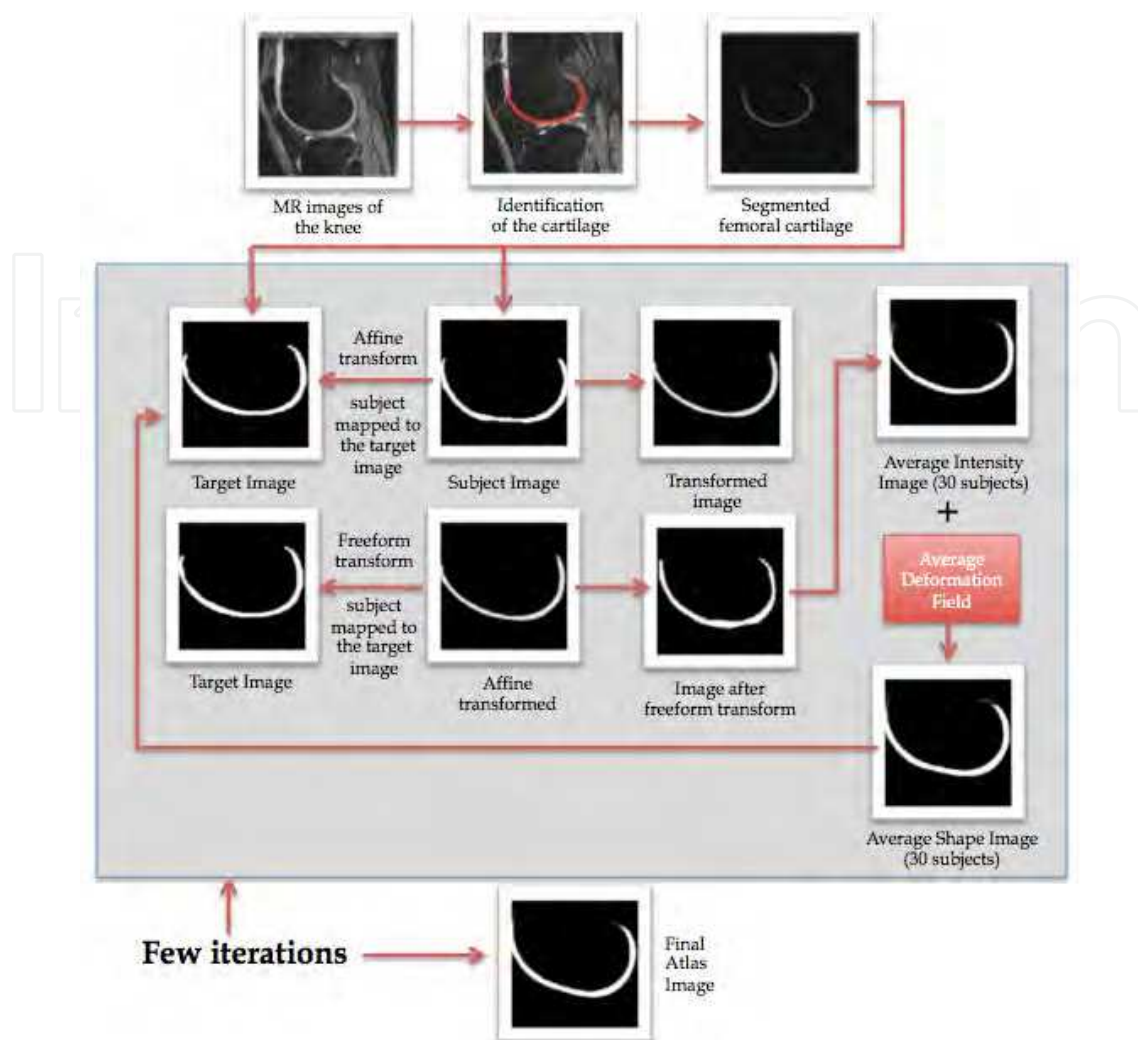 MR images of
the knee
Identification
of the cartilage
Segmented
femoral cartilage
Affine
transform
subject
mapped to
the target
image
Target Image
Subject Image
Transformed
image
Average Intensity
Image (30 subjects)
+
Freeform
transform
subject
mapped to
the target
image
Target Image
Affine
transformed
Image after
freeform transform
Average
Deformation
Field
Average Shape Image
(30 subjects)
Few iterations
Final
Atlas
Image